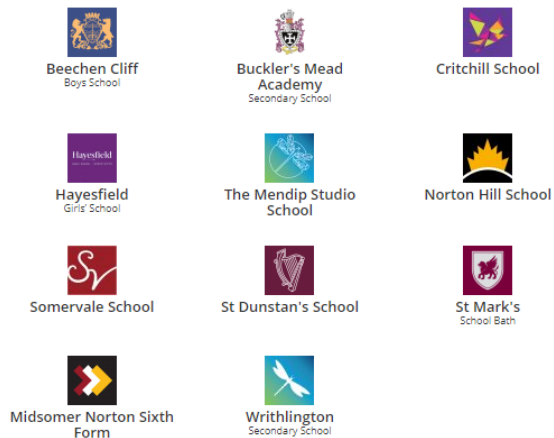 Beechen Cliff
Boys School
Buckler's Mead
Academy
Secondary School
Critchill School
Hayesfield
Hayesfield
Girls' School
The Mendip Studio
School
Norton Hill School
Sv
Somervale School
St Dunstan's School
St Mark's
School Bath
Midsomer Norton Sixth
Form
Writhlington
Secondary School